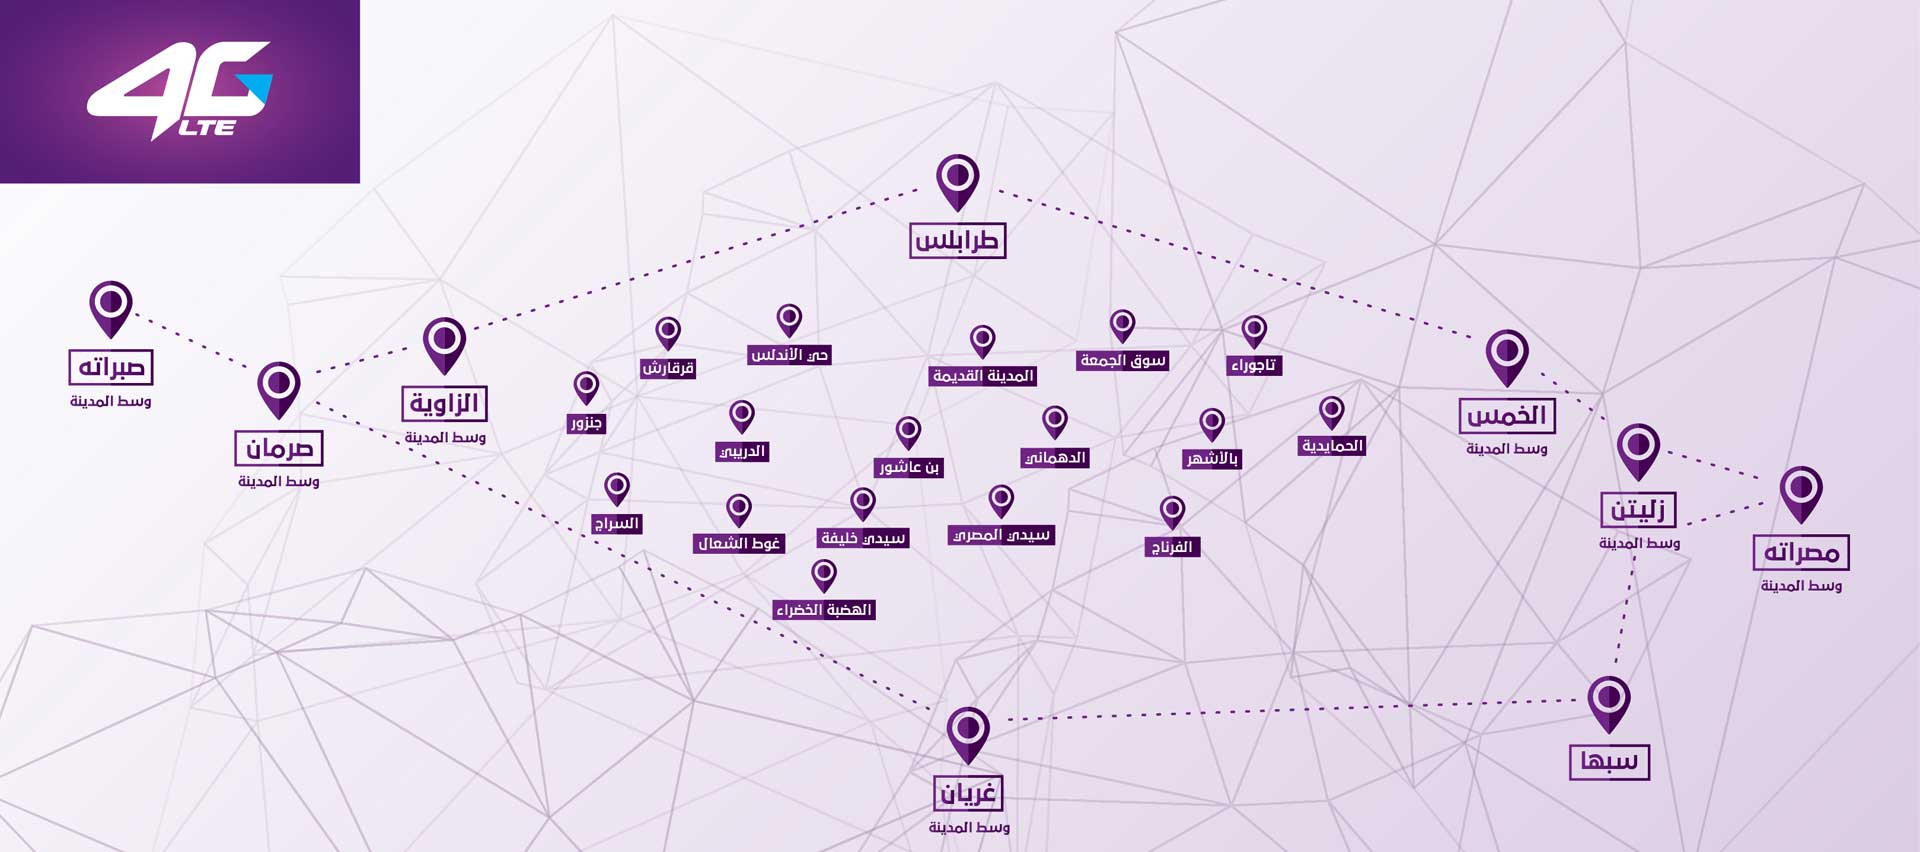 4G
LTE
طرابلس
صبراته
وسط المدينة
صرمان
وسط المدينة
الزاوية
وسط المدينة
الخمس
وسط المدينة
زليتن
وسط المدينة
مصراته
وسط المدينة
تاجوراء
سوق الجمعة
المدينة القديمة
حي الأندلس
قرقارش
جنزور
الحمايدية
بالأشهر
الدهماني
بن عاشور
الدريبي
السراج
الفرناج
سيدي المصري
سيدي خليفة
غوط الشعال
الهضبة الخضراء
سبها
غريان
وسط المدينة